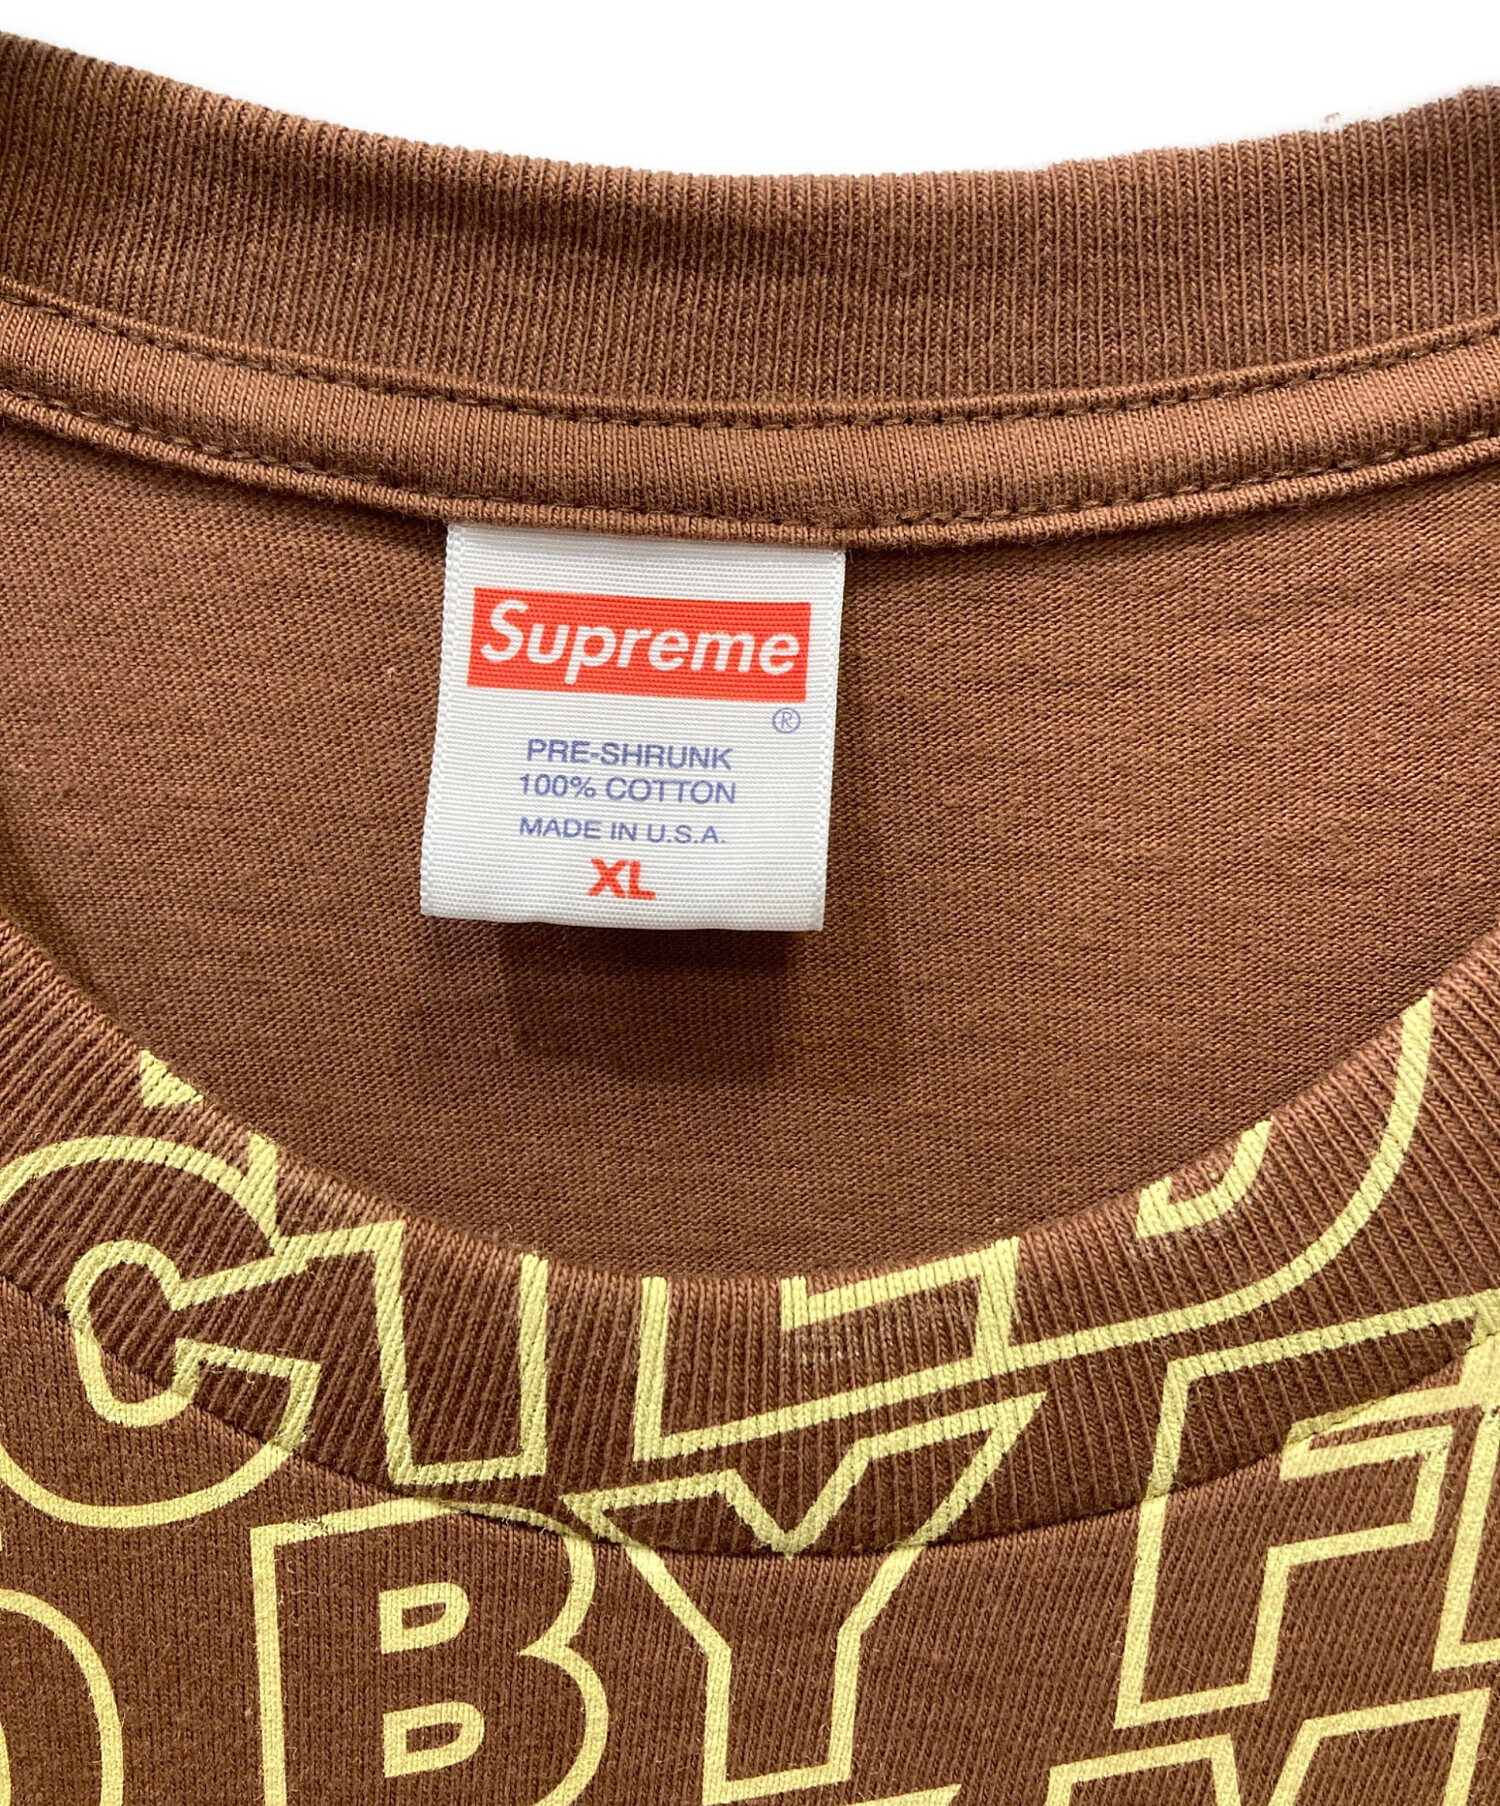 Supreme
®
PRE-SHRUNK
100% COTTON
MADE IN U.S.A.
XL
BY